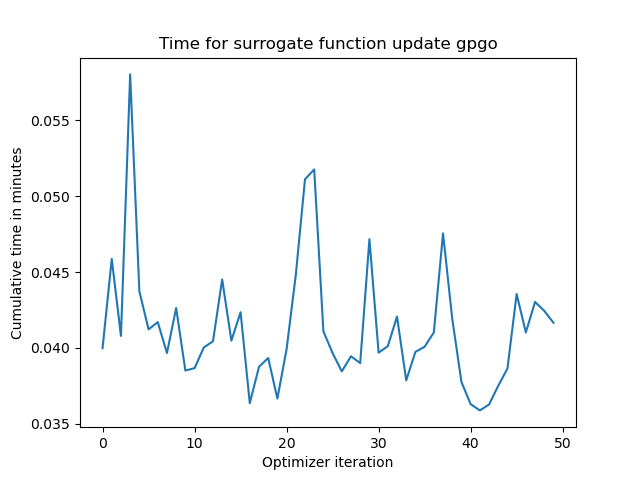 Time for surrogate function update gpgo
Cumulative time in minutes
0.055
0.050
0.045
0.040
0.035
0 10 20 30 40 50
Optimizer iteration